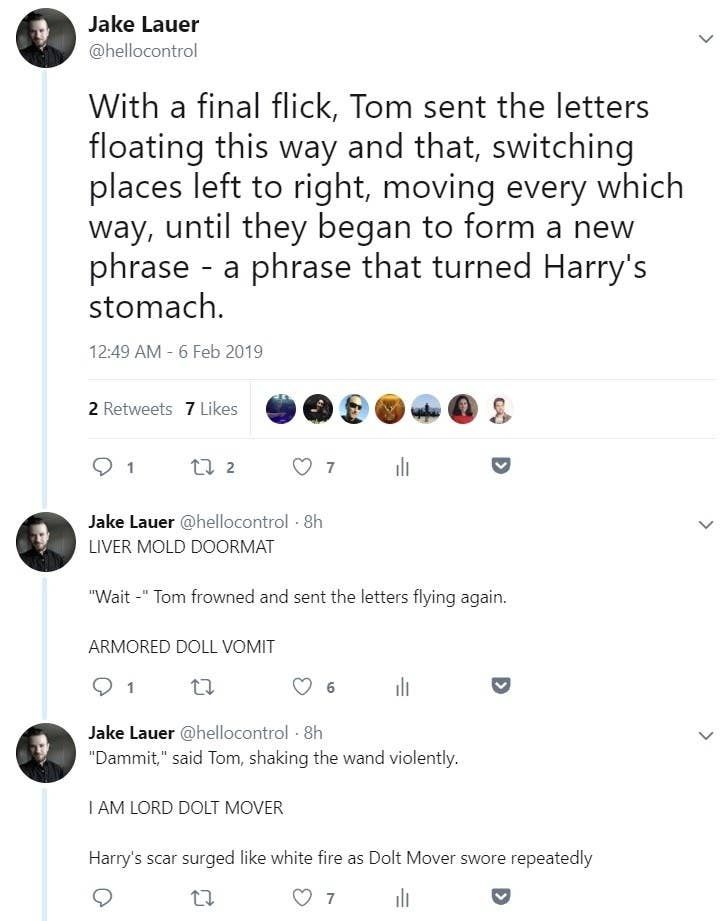 Jake Lauer
@hellocontrol
With a final flick, Tom sent the letters
floating this way and that, switching
places left to right, moving every which
way, until they began to form a new
phrase - a phrase that turned Harry's
stomach.
12:49 AM - 6 Feb 2019
2 Retweets 7 Likes
1 2 7
Jake Lauer @hellocontrol · 8h
LIVER MOLD DOORMAT
"Wait -" Tom frowned and sent the letters flying again.
ARMORED DOLL VOMIT
1 6
Jake Lauer @hellocontrol · 8h
"Dammit," said Tom, shaking the wand violently.
I AM LORD DOLT MOVER
Harry's scar surged like white fire as Dolt Mover swore repeatedly
7